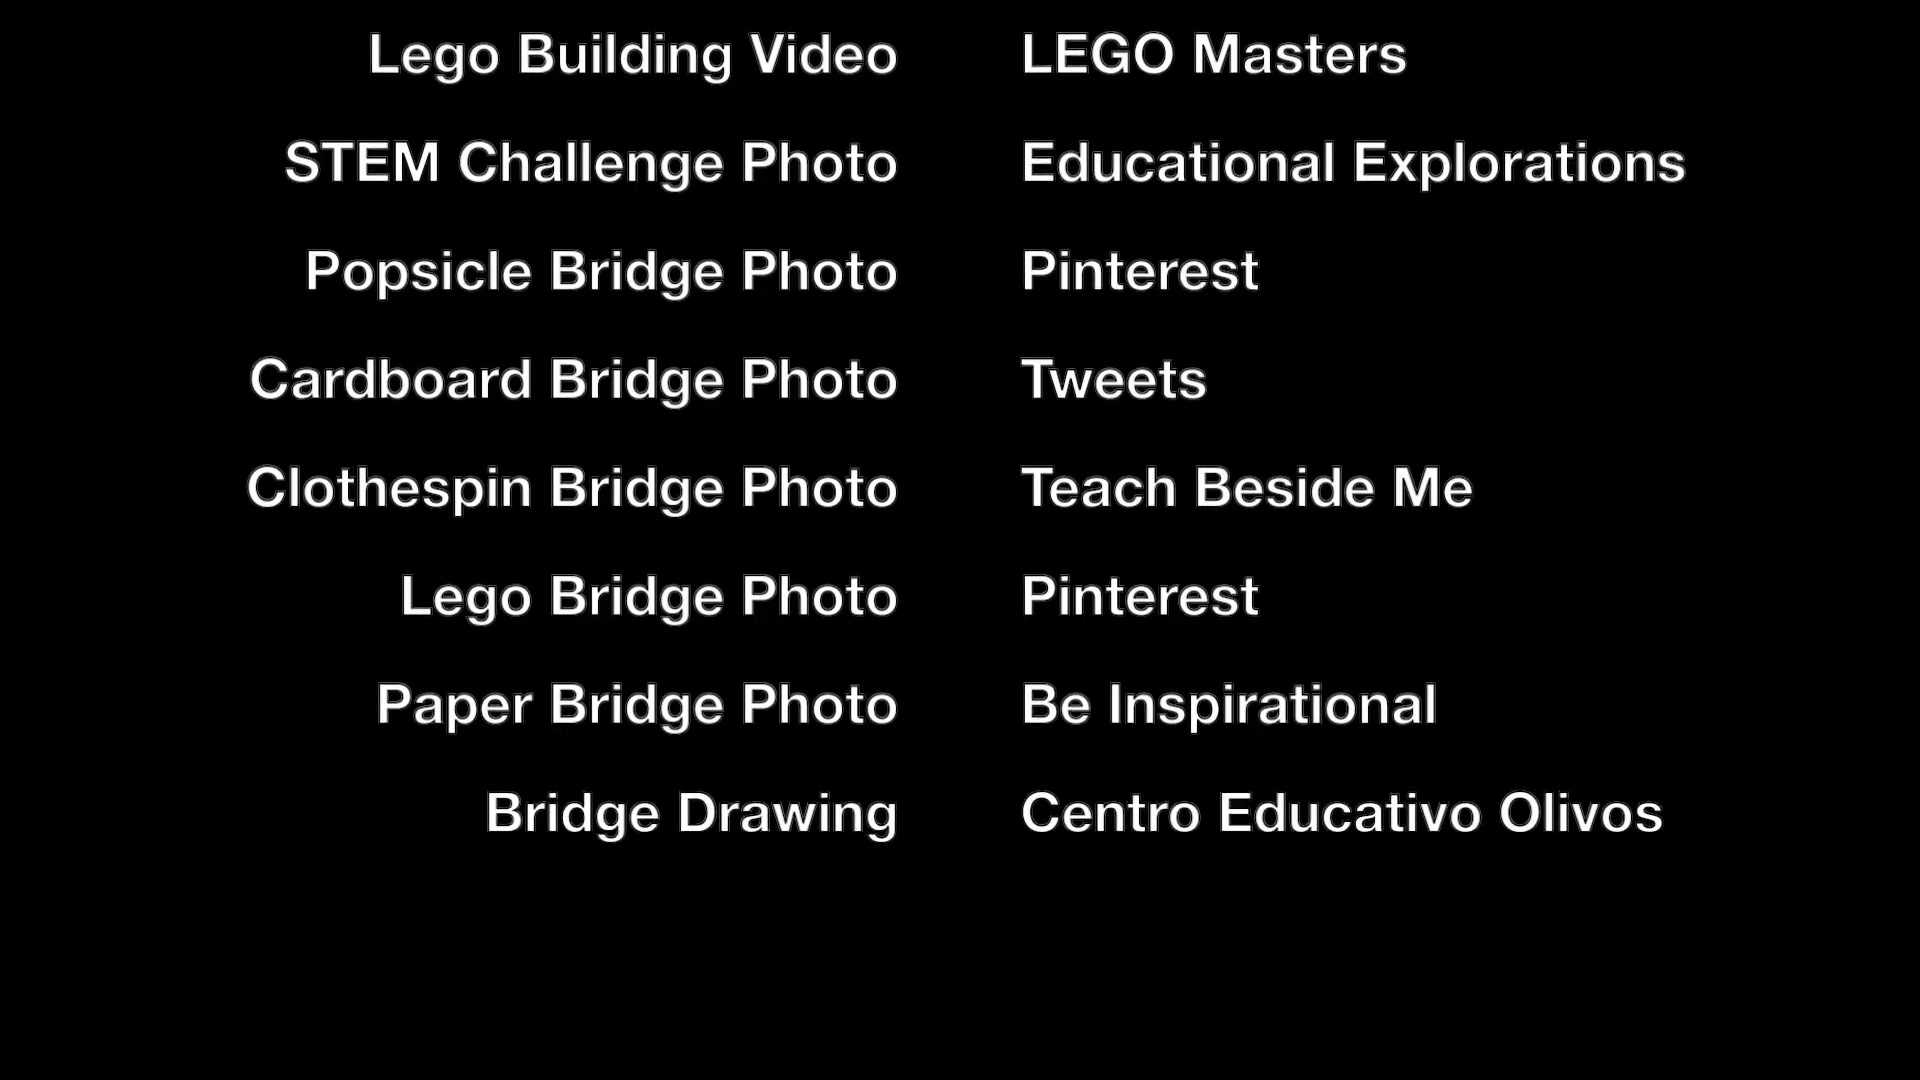 Lego Building Video LEGO Masters
STEM Challenge Photo Educational Explorations
Popsicle Bridge Photo Pinterest
Cardboard Bridge Photo Tweets
Clothespin Bridge Photo Teach Beside Me
Lego Bridge Photo Pinterest
Paper Bridge Photo Be Inspirational
Bridge Drawing Centro Educativo Olivos